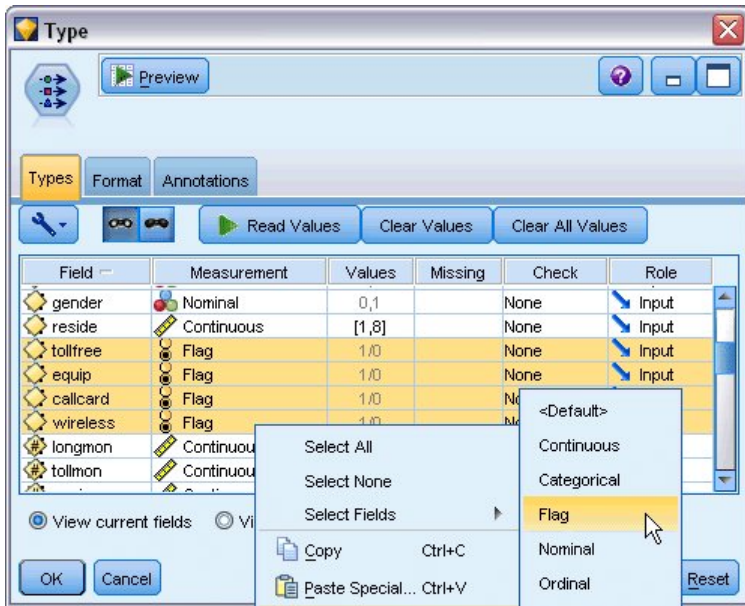 Type
Preview
Types Format Annotations
Read Values Clear Values Clear All Values
Field Measurement Values Missing Check Role
gender Nominal 0,1 None Input
reside Continuous [1,8] None Input
tollfree Flag 1/0 None Input
equip Flag 1/0 None Input
callcard Flag 1/0
wireless Flag 1/0
longmon
tollmon
<Default>
Continuous
Categorical
Flag
Nominal
Ordinal
Select All
Select None
Select Fields
Copy Ctrl+C
Paste Special... Ctrl+V
View current fields
OK Cancel Reset